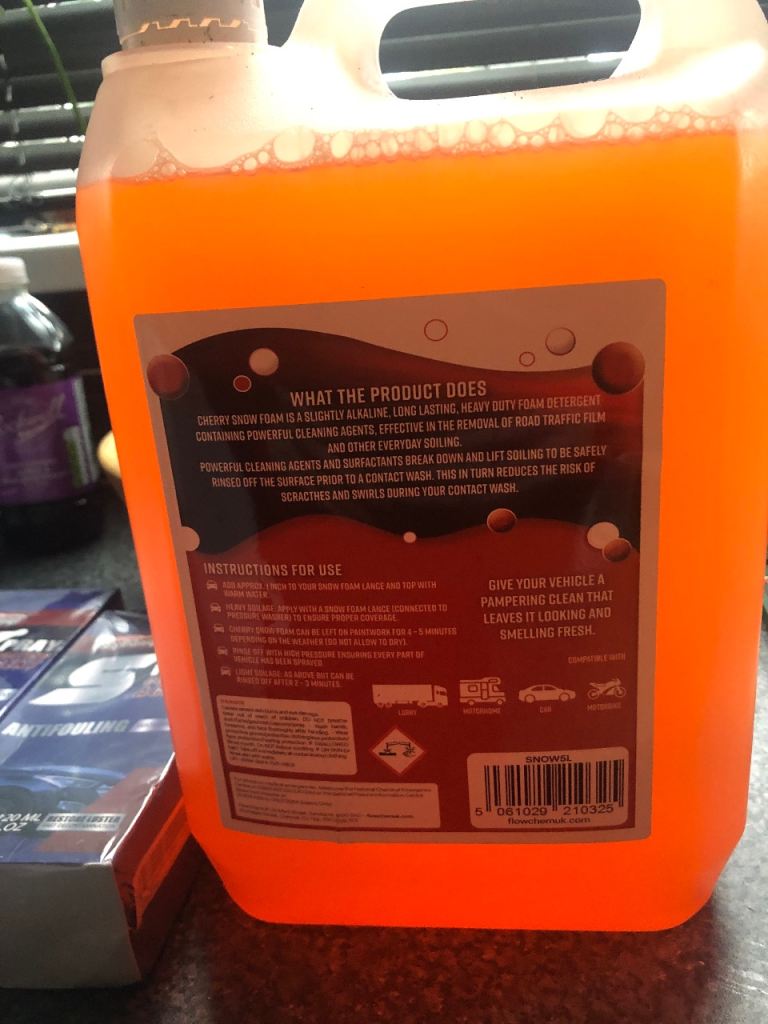 WHAT THE PRODUCT DOES
CHERRY SNOW FOAM IS A SLIGHTLY ALKALINE, LONG LASTING, HEAVY DUTY FOAM DETERGENT
CONTAINING POWERFUL CLEANING AGENTS, EFFECTIVE IN THE REMOVAL OF ROAD TRAFFIC FILM
AND OTHER EVERYDAY SOILING.
POWERFUL CLEANING AGENTS AND SURFACTANTS BREAK DOWN AND LIFT SOILING TO BE SAFELY
RINSED OFF THE SURFACE PRIOR TO A CONTACT WASH. THIS IN TURN REDUCES THE RISK OF
SCRACTHES AND SWIRLS DURING YOUR CONTACT WASH.
INSTRUCTIONS FOR USE
ADD APPROX. 1 INCH TO YOUR SNOW FOAM LANCE AND TOP WITH
WARM WATER.
HEAVY SOILAGE: APPLY WITH A SNOW FOAM LANCE (CONNECTED TO
PRESSURE WASHER) TO ENSURE PROPER COVERAGE.
CHERRY SNOW FOAM CAN BE LEFT ON PAINTWORK FOR 4 - 5 MINUTES
DEPENDING ON THE WEATHER (DO NOT ALLOW TO DRY).
RINSE OFF WITH HIGH PRESSURE ENSURING EVERY PART OF
VEHICLE HAS BEEN SPRAYED
LIGHT SOILAGE: AS ABOVE BUT CAN BE
RINSED OFF AFTER 2 - 3 MINUTES.
GIVE YOUR VEHICLE A
PAMPERING CLEAN THAT
LEAVES IT LOOKING AND
SMELLING FRESH.
COMPATIBLE WITH
LORRY
MOTORHOME
CAR
MOTORBIKE
SNOW5L
5 061029 210325
flowchemuk.com
flowchemuk.com
ANTIFOULING
20 ML
OZ
RESTORE LUSTER